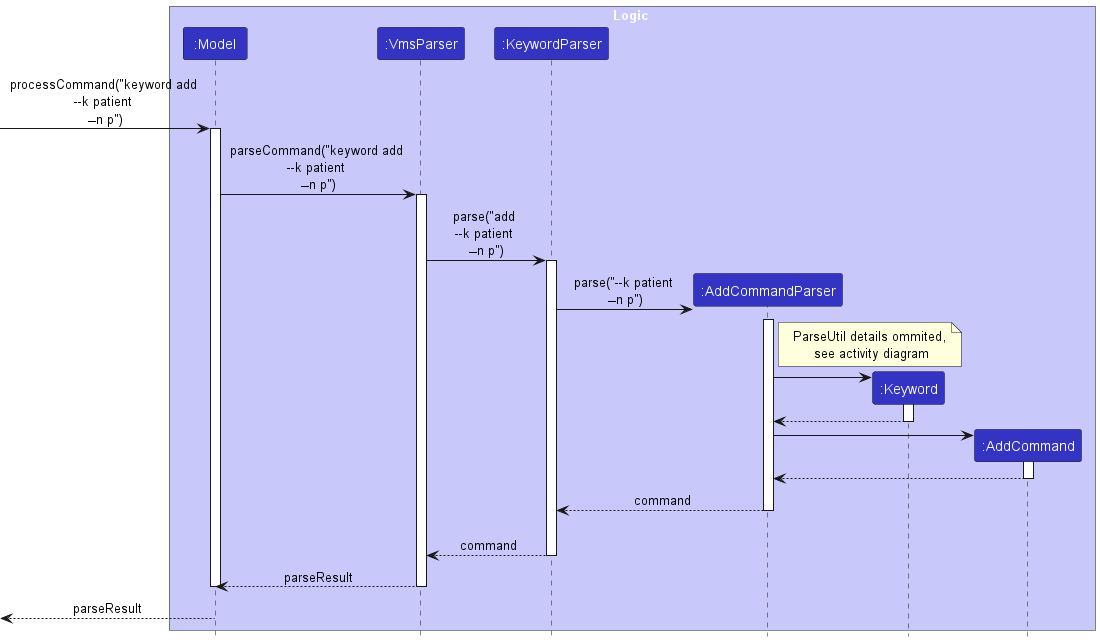 Logic
:Model
:VmsParser
:KeywordParser
processCommand("keyword add
--k patient
—n p")
parseCommand("keyword add
--k patient
—n p")
parse("add
--k patient
—n p")
parse("--k patient
—n p")
:AddCommandParser
ParseUtil details ommited,
see activity diagram
:Keyword
:AddCommand
command
command
parseResult
parseResult